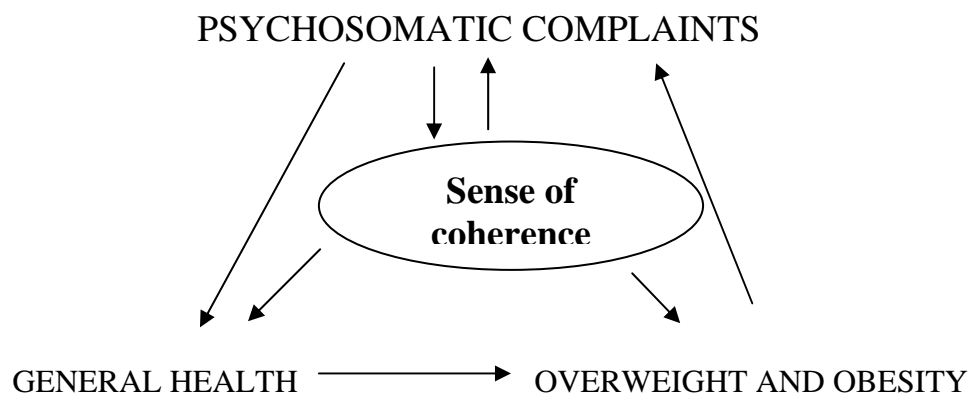 PSYCHOSOMATIC COMPLAINTS
Sense of
coherence
GENERAL HEALTH
OVERWEIGHT AND OBESITY